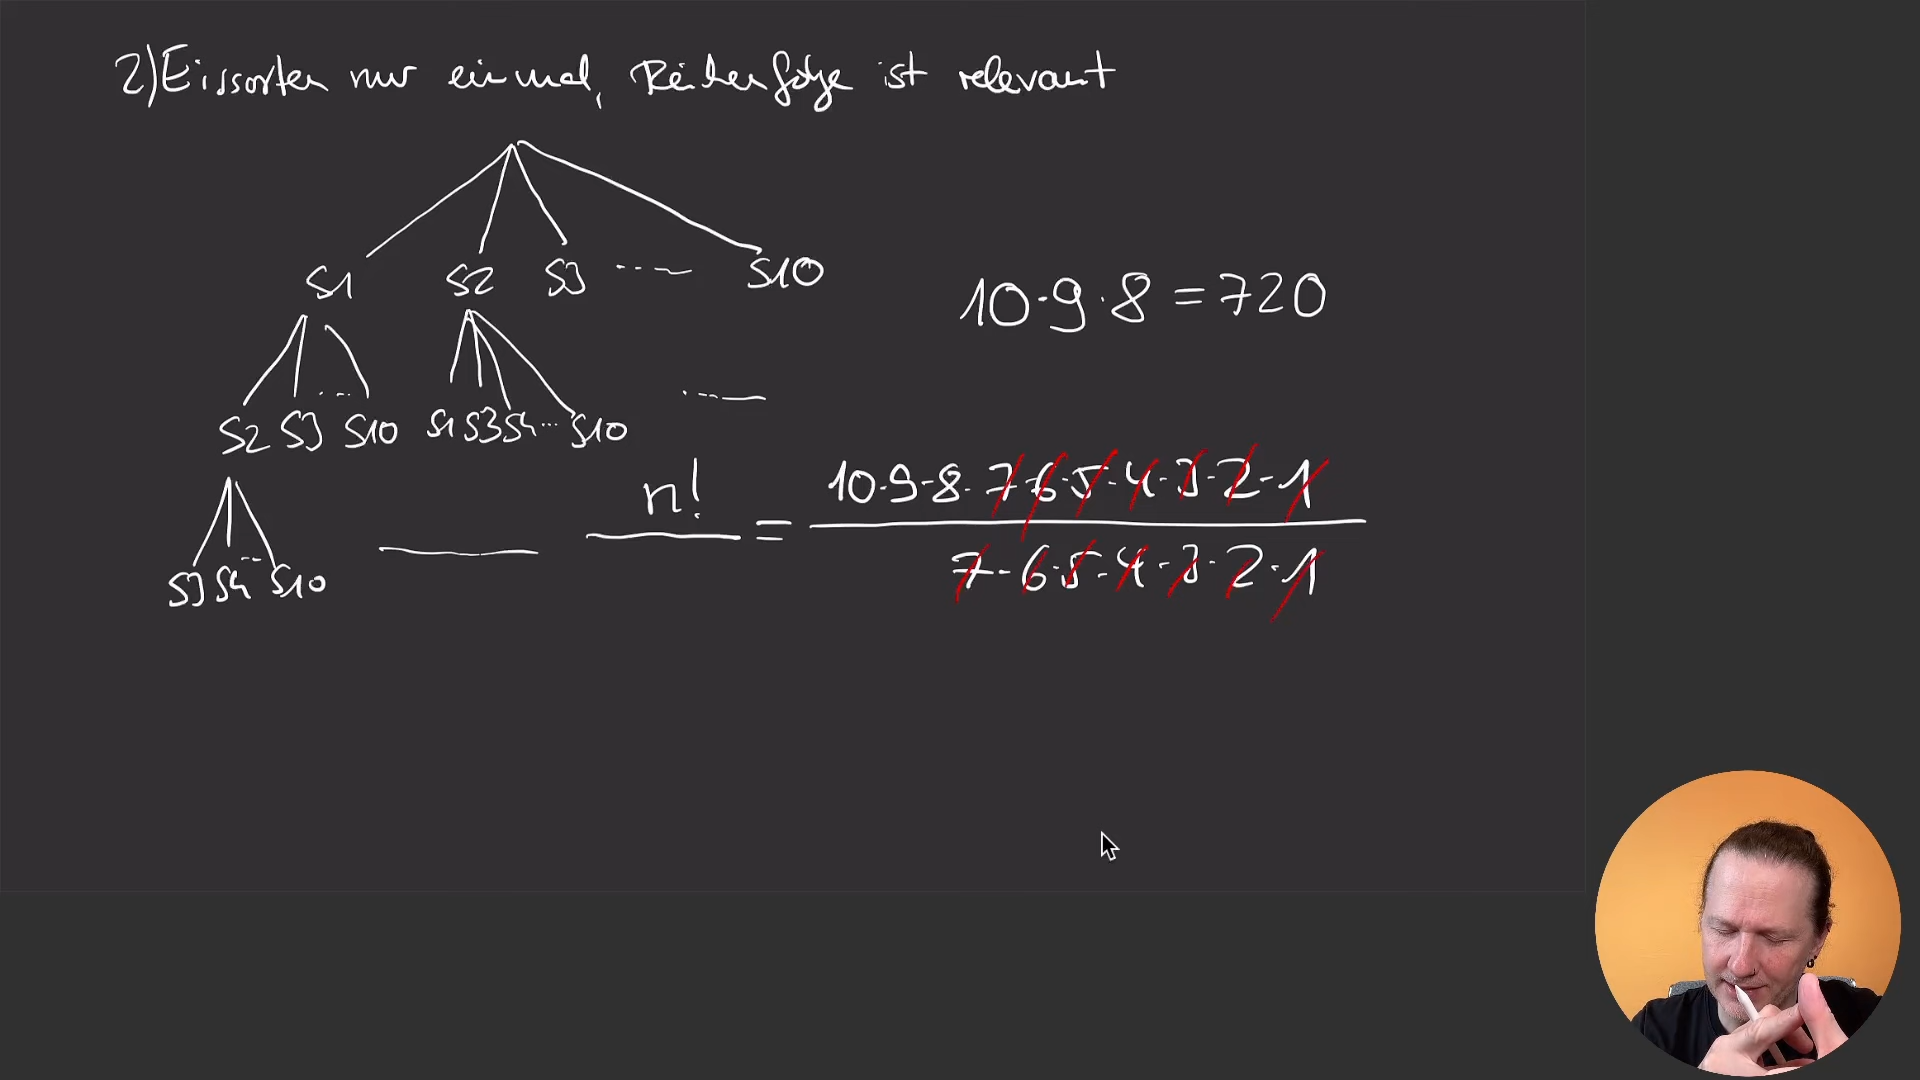 2) Eissorten nur einmal, Reihenfolge ist relevant
S1 S2 S3 ... S10
10·9·8 = 720
S2 S3 ... S10 S1 S3 S4 ... S10
n! = 10·9·8·7·6·5·4·3·2·1
7·6·5·4·3·2·1
S3 S4 ... S10